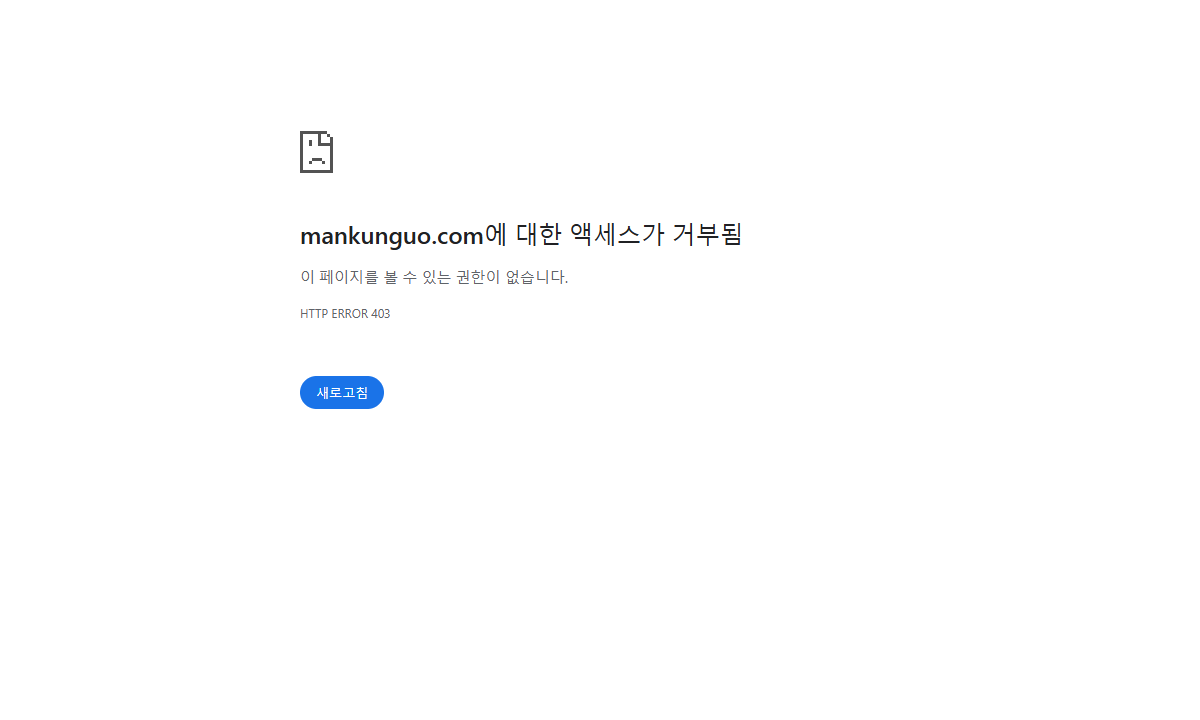 mankunguo.com에 대한 액세스가 거부됨
이 페이지를 볼 수 있는 권한이 없습니다.
HTTP ERROR 403
새로고침